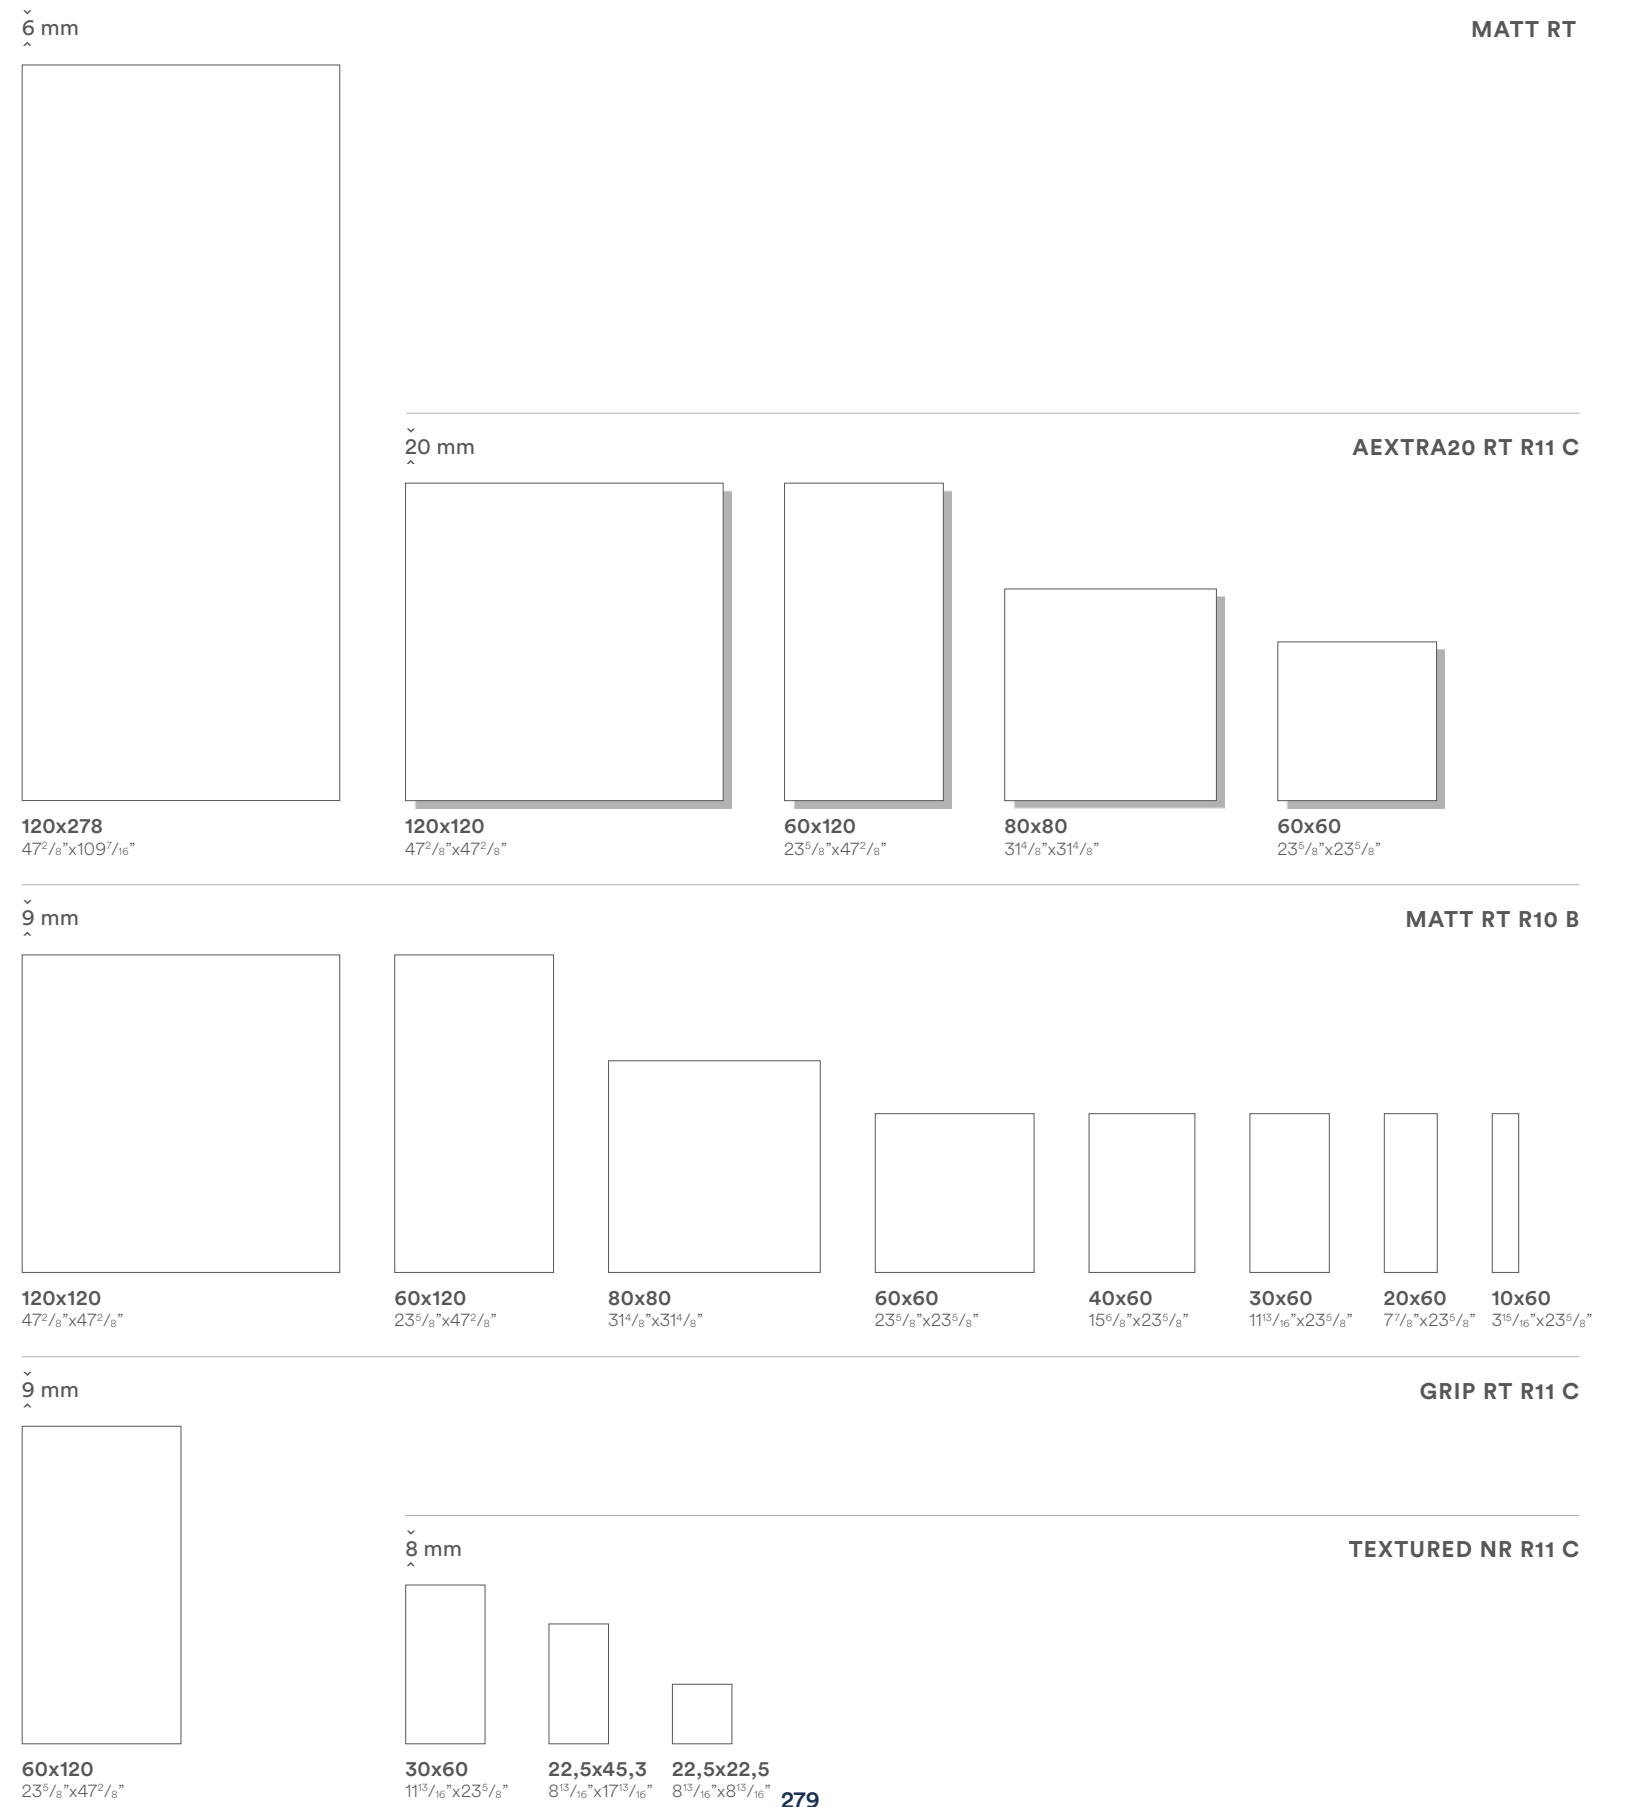 6 mm
MATT RT
20 mm
AEXTRA20 RT R11 C
120x278
47²/₈”x109⁷/₁₆”
120x120
47²/₈”x47²/₈”
60x120
23⁵/₈”x47²/₈”
80x80
31⁴/₈”x31⁴/₈”
60x60
23⁵/₈”x23⁵/₈”
9 mm
MATT RT R10 B
120x120
47²/₈”x47²/₈”
60x120
23⁵/₈”x47²/₈”
80x80
31⁴/₈”x31⁴/₈”
60x60
23⁵/₈”x23⁵/₈”
40x60
15⁶/₈”x23⁵/₈”
30x60
11¹³/₁₆”x23⁵/₈”
20x60
7⁷/₈”x23⁵/₈”
10x60
3¹⁵/₁₆”x23⁵/₈”
9 mm
GRIP RT R11 C
8 mm
TEXTURED NR R11 C
60x120
23⁵/₈”x47²/₈”
30x60
11¹³/₁₆”x23⁵/₈”
22,5x45,3
8¹³/₁₆”x17¹³/₁₆”
22,5x22,5
8¹³/₁₆”x8¹³/₁₆”
279